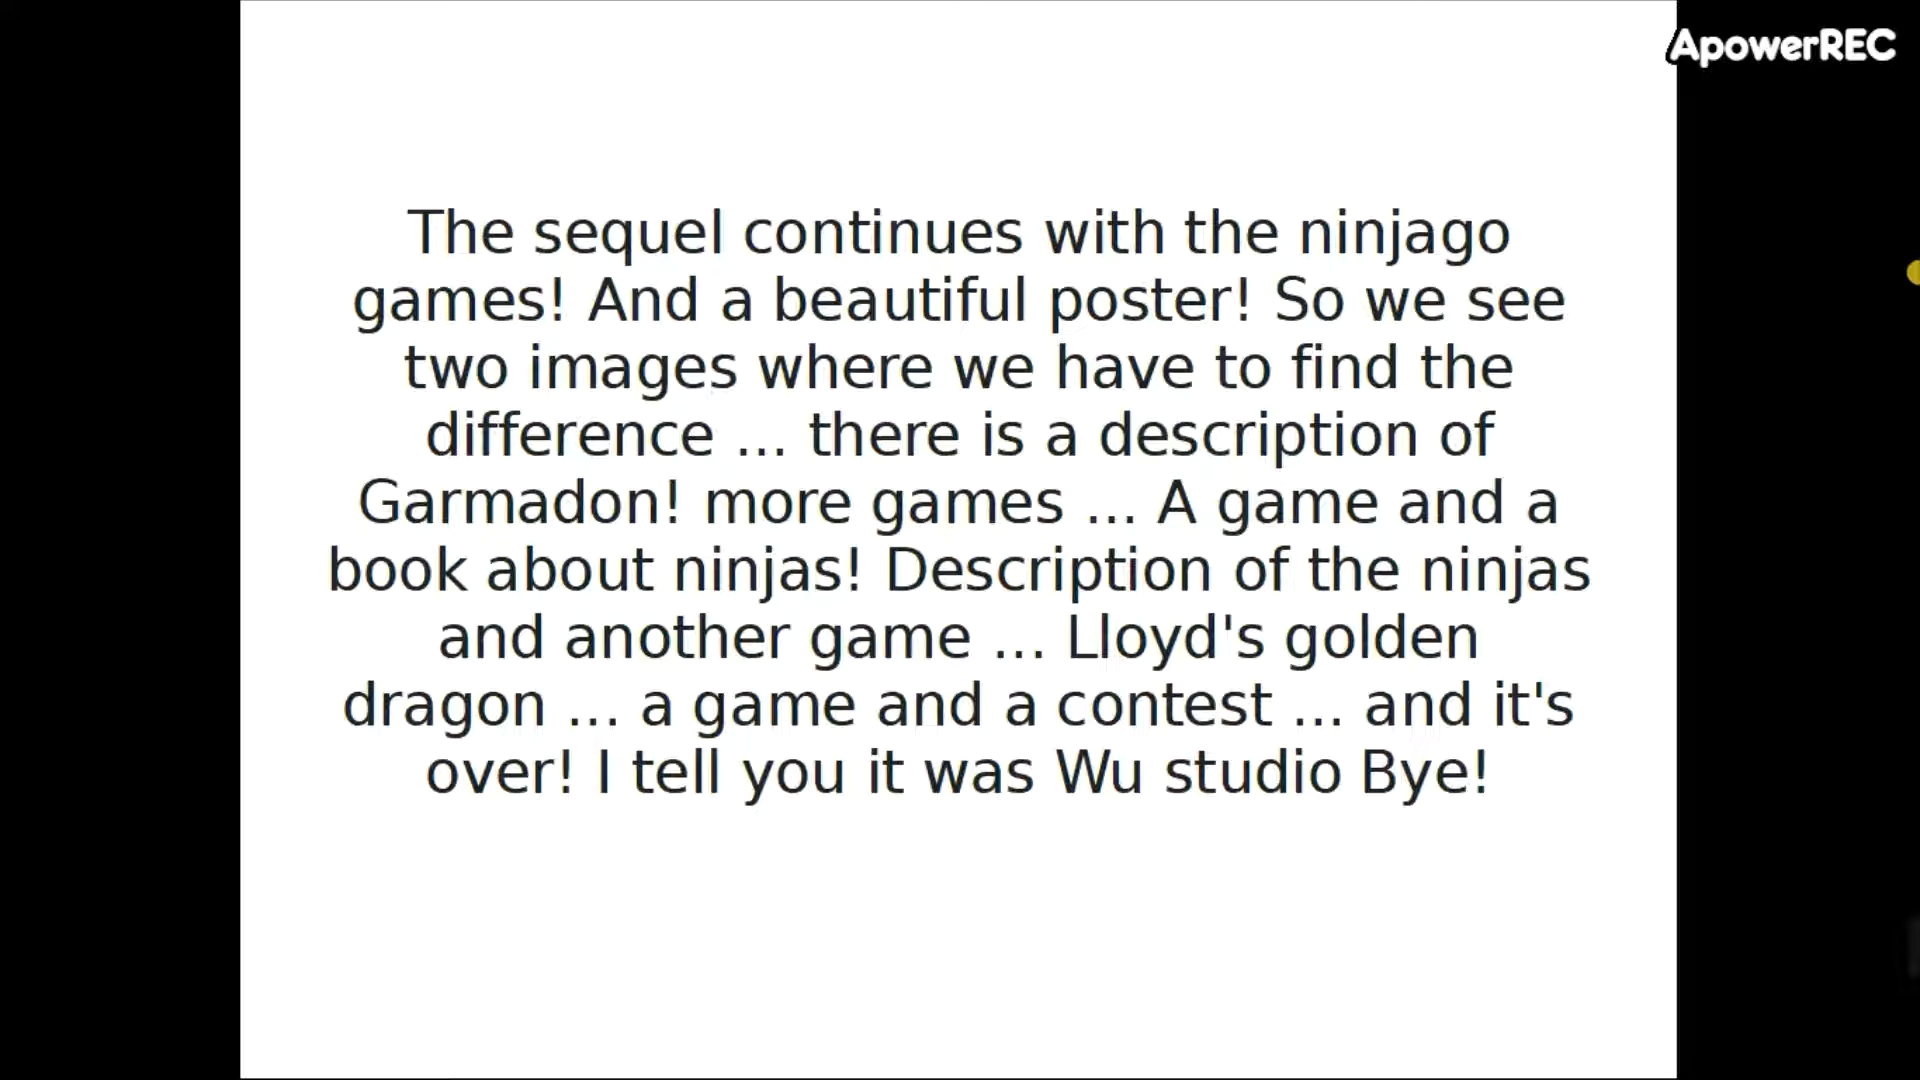 ApowerREC
The sequel continues with the ninjago
games! And a beautiful poster! So we see
two images where we have to find the
difference ... there is a description of
Garmadon! more games ... A game and a
book about ninjas! Description of the ninjas
and another game ... Lloyd's golden
dragon ... a game and a contest ... and it's
over! I tell you it was Wu studio Bye!